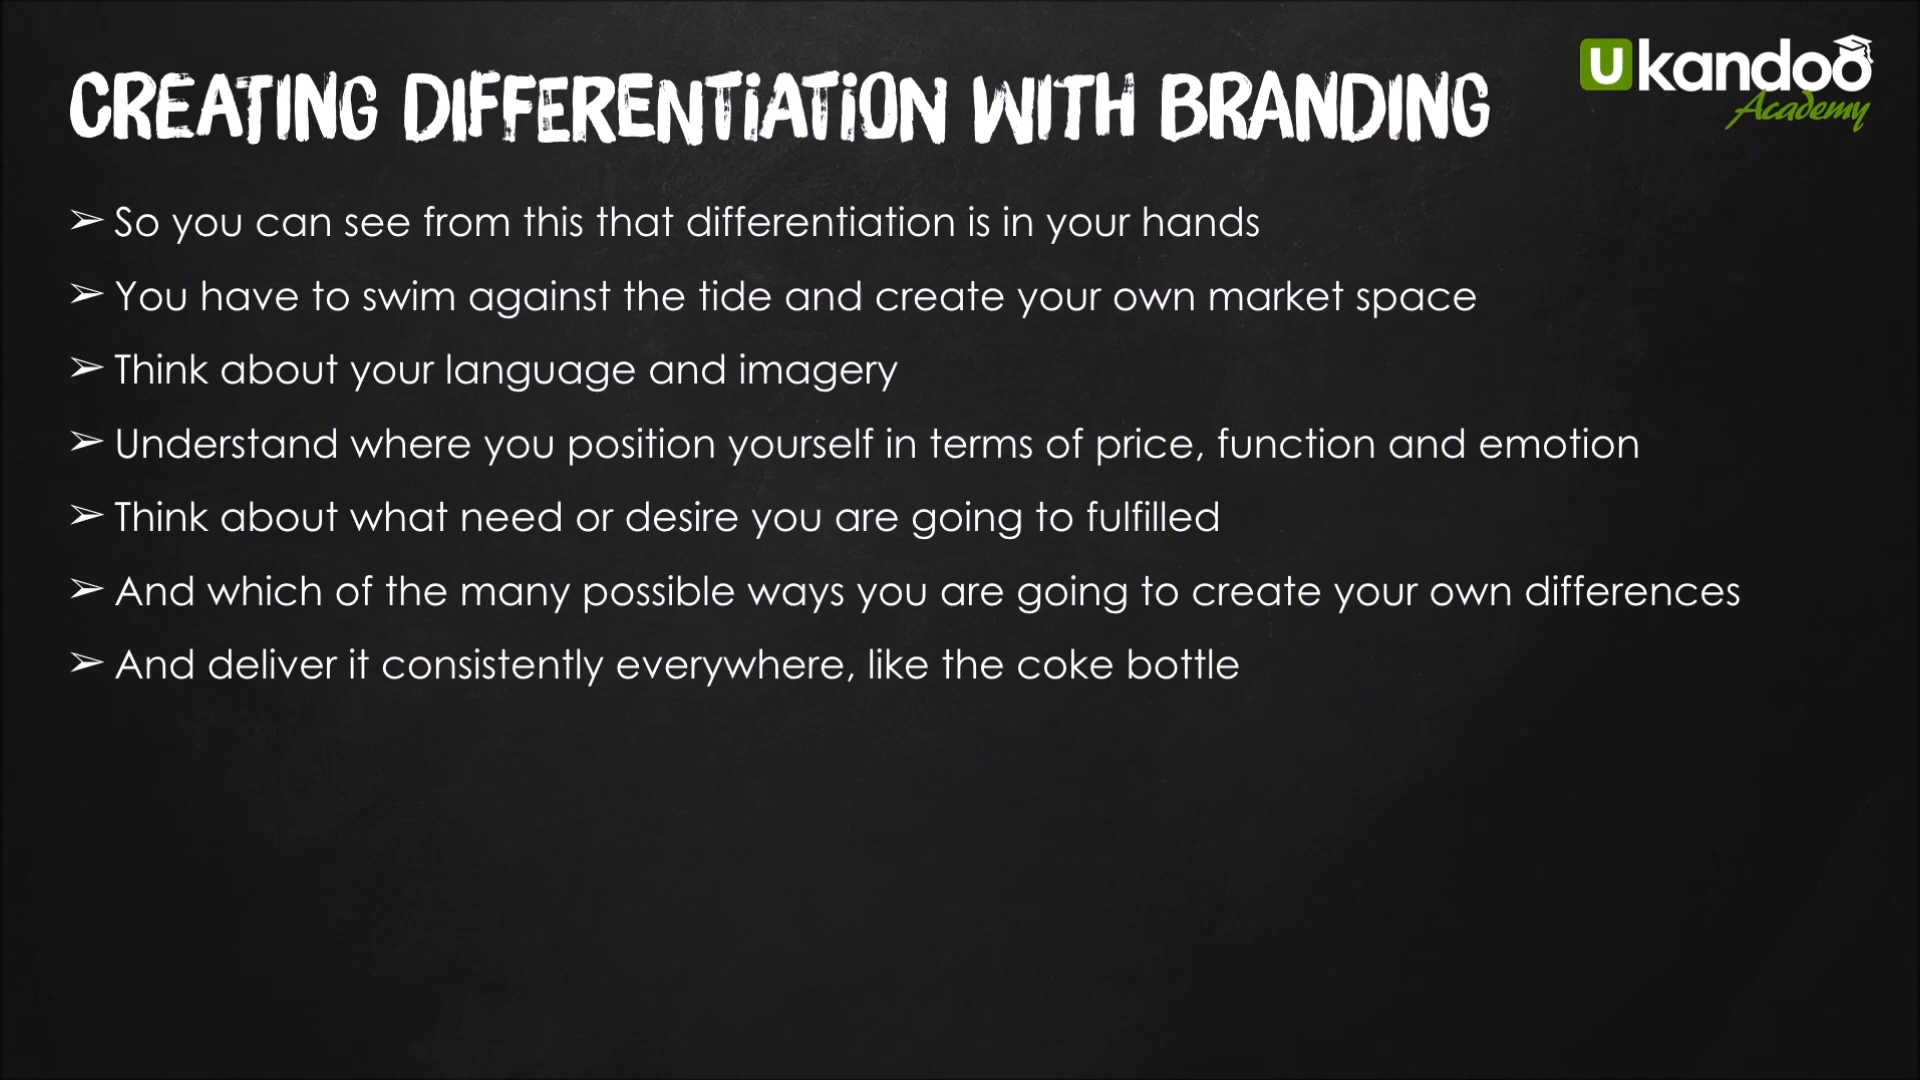 CREATING DIFFERENTIATION WITH BRANDING
ukandoo
Academy
➢ So you can see from this that differentiation is in your hands
➢ You have to swim against the tide and create your own market space
➢ Think about your language and imagery
➢ Understand where you position yourself in terms of price, function and emotion
➢ Think about what need or desire you are going to fulfilled
➢ And which of the many possible ways you are going to create your own differences
➢ And deliver it consistently everywhere, like the coke bottle